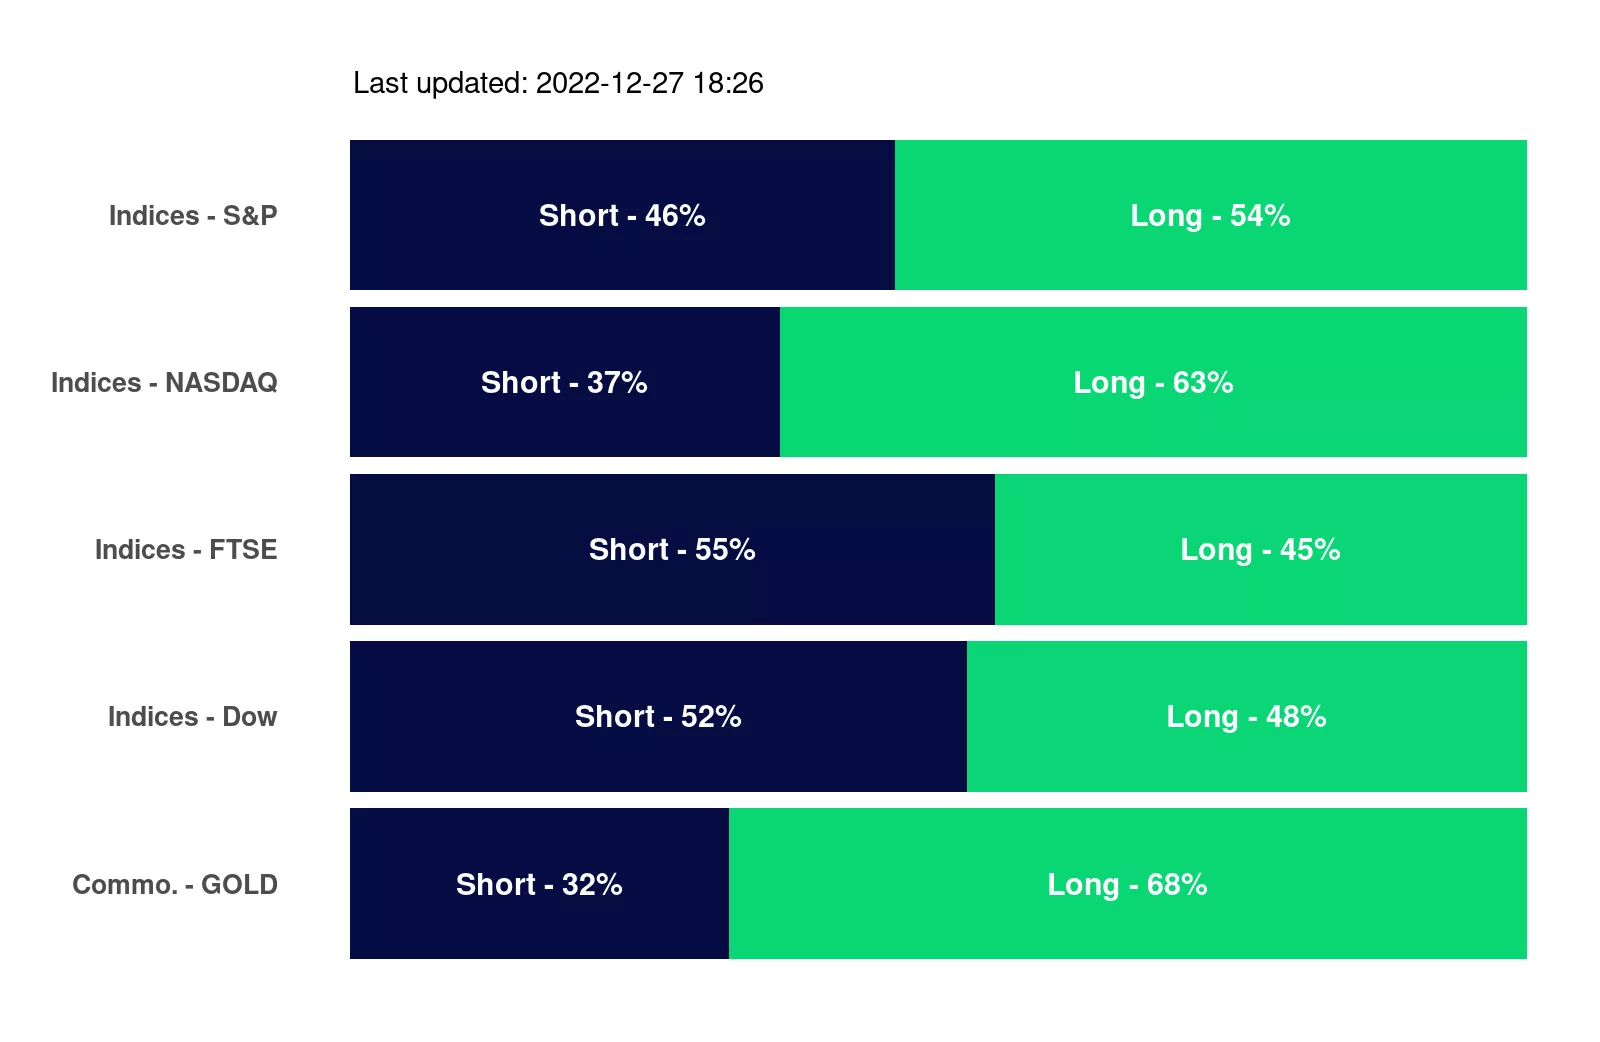 Last updated: 2022-12-27 18:26
Indices - S&P Short - 46% Long - 54%
Indices - NASDAQ Short - 37% Long - 63%
Indices - FTSE Short - 55% Long - 45%
Indices - Dow Short - 52% Long - 48%
Commo. - GOLD Short - 32% Long - 68%